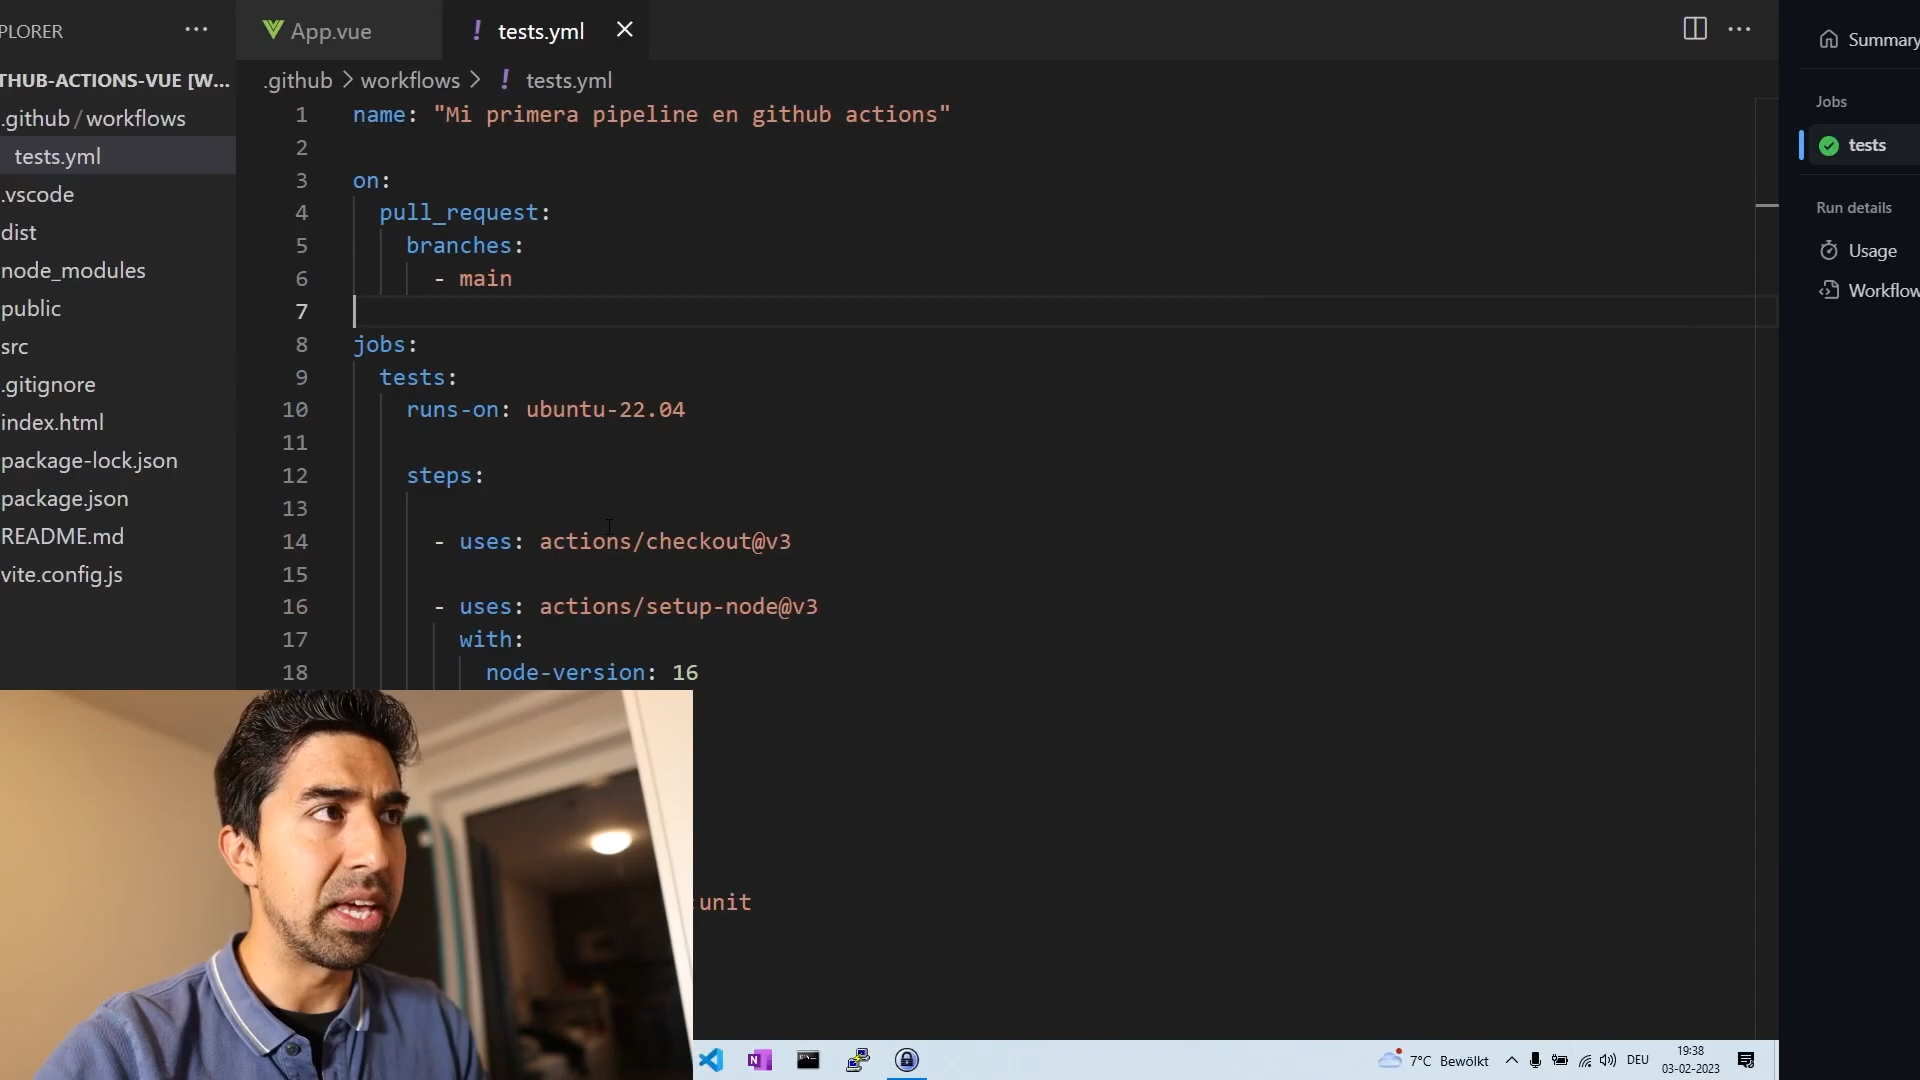 PLORER
THUB-ACTIONS-VUE [W...
.github/workflows
tests.yml
.vscode
dist
node_modules
public
src
.gitignore
index.html
package-lock.json
package.json
README.md
vite.config.js
App.vue
! tests.yml
.github > workflows > ! tests.yml
1 name: "Mi primera pipeline en github actions"
2
3 on:
4 pull_request:
5 branches:
6 - main
7
8 jobs:
9 tests:
10 runs-on: ubuntu-22.04
11
12 steps:
13
14 - uses: actions/checkout@v3
15
16 - uses: actions/setup-node@v3
17 with:
18 node-version: 16
:unit
Summary
Jobs
tests
Run details
Usage
Workflow
7°C Bewölkt
DEU
19:38
03-02-2023